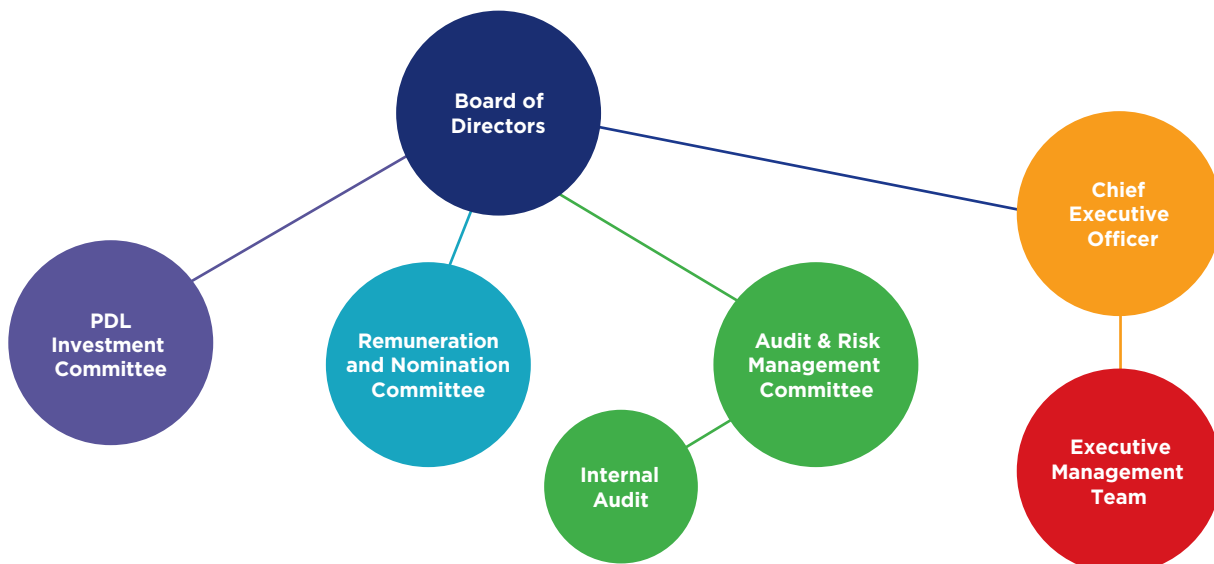 Board of
Directors
Chief
Executive
Officer
PDL
Investment
Committee
Remuneration
and Nomination
Committee
Audit & Risk
Management
Committee
Internal
Audit
Executive
Management
Team